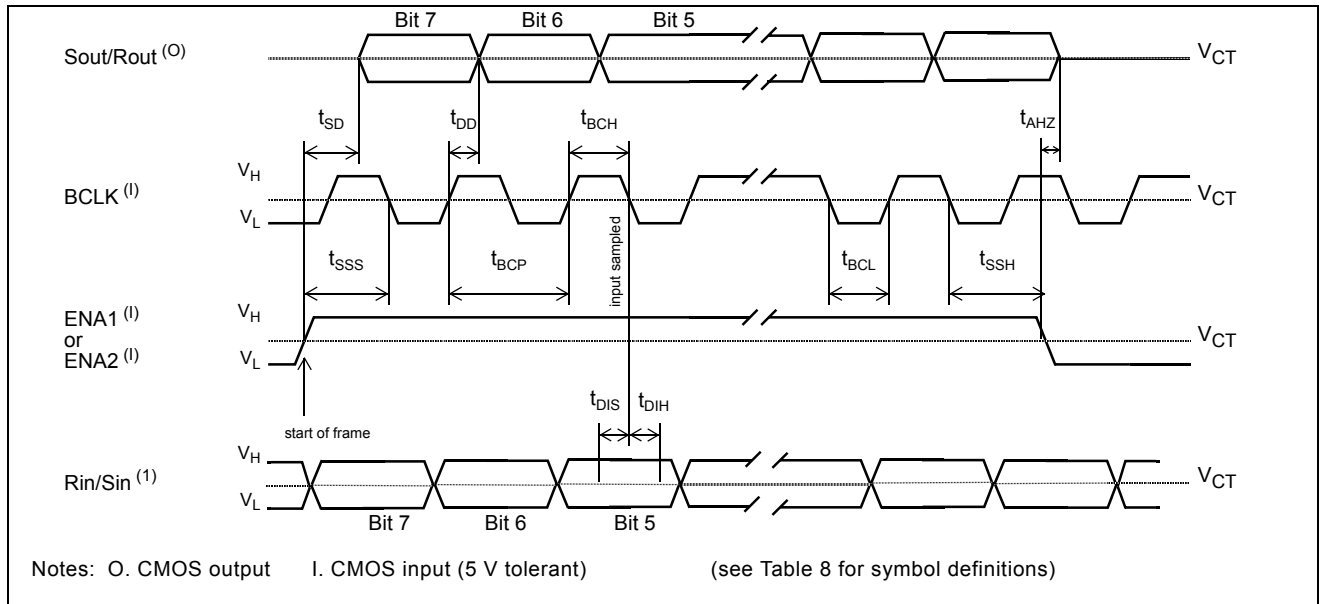 Bit 7 Bit 6 Bit 5
Sout/Rout (O) VCT
tSD tDD tBCH tAHZ
VH
BCLK (I) VCT
VL
tSSS tBCP input sampled tBCL tSSH
ENA1 (I) VH
or VCT
ENA2 (I) VL
tDIS tDIH
start of frame
VH
Rin/Sin (1) VCT
VL
Bit 7 Bit 6 Bit 5
Notes: O. CMOS output I. CMOS input (5 V tolerant) (see Table 8 for symbol definitions)